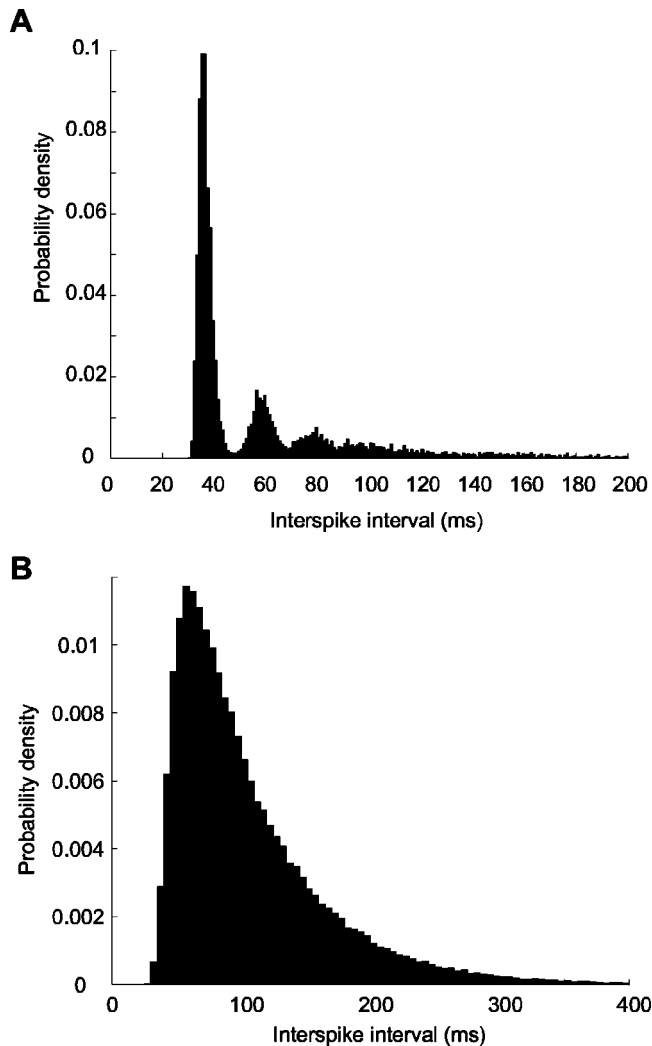 A
0.1
0.08
0.06
0.04
0.02
0
Probability density
0 20 40 60 80 100 120 140 160 180 200
Interspike interval (ms)
B
0.01
0.008
0.006
0.004
0.002
0
Probability density
0 100 200 300 400
Interspike interval (ms)